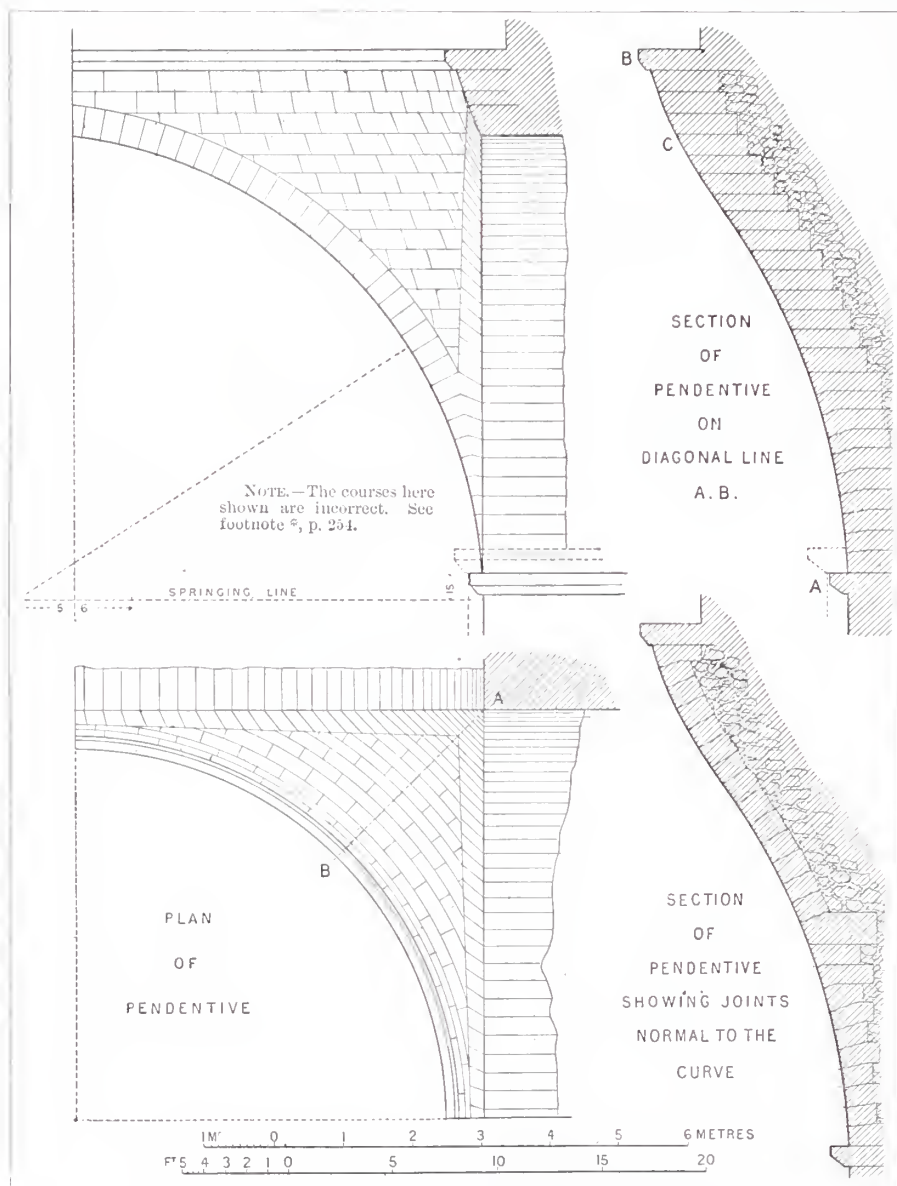 B
C
SECTION
OF
PENDENTIVE
ON
DIAGONAL LINE
A.B.
NOTE.—The courses here
shown are incorrect. See
footnote *, p. 254.
SPRINGING LINE
5 6
15
A
A
B
PLAN
OF
PENDENTIVE
SECTION
OF
PENDENTIVE
SHOWING JOINTS
NORMAL TO THE
CURVE
1Mᴱ 0 1 2 3 4 5 6 METRES
Fᵀ 5 4 3 2 1 0 5 10 15 20